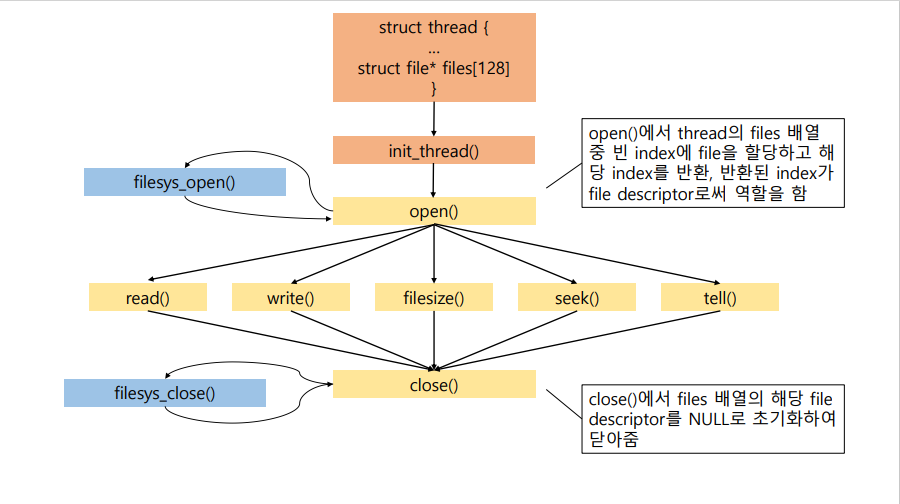 struct thread {
...
struct file* files[128]
}
init_thread()
open()에서 thread의 files 배열
중 빈 index에 file을 할당하고 해
당 index를 반환, 반환된 index가
file descriptor로써 역할을 함
filesys_open()
open()
read()
write()
filesize()
seek()
tell()
filesys_close()
close()
close()에서 files 배열의 해당 file
descriptor를 NULL로 초기화하여
닫아줌